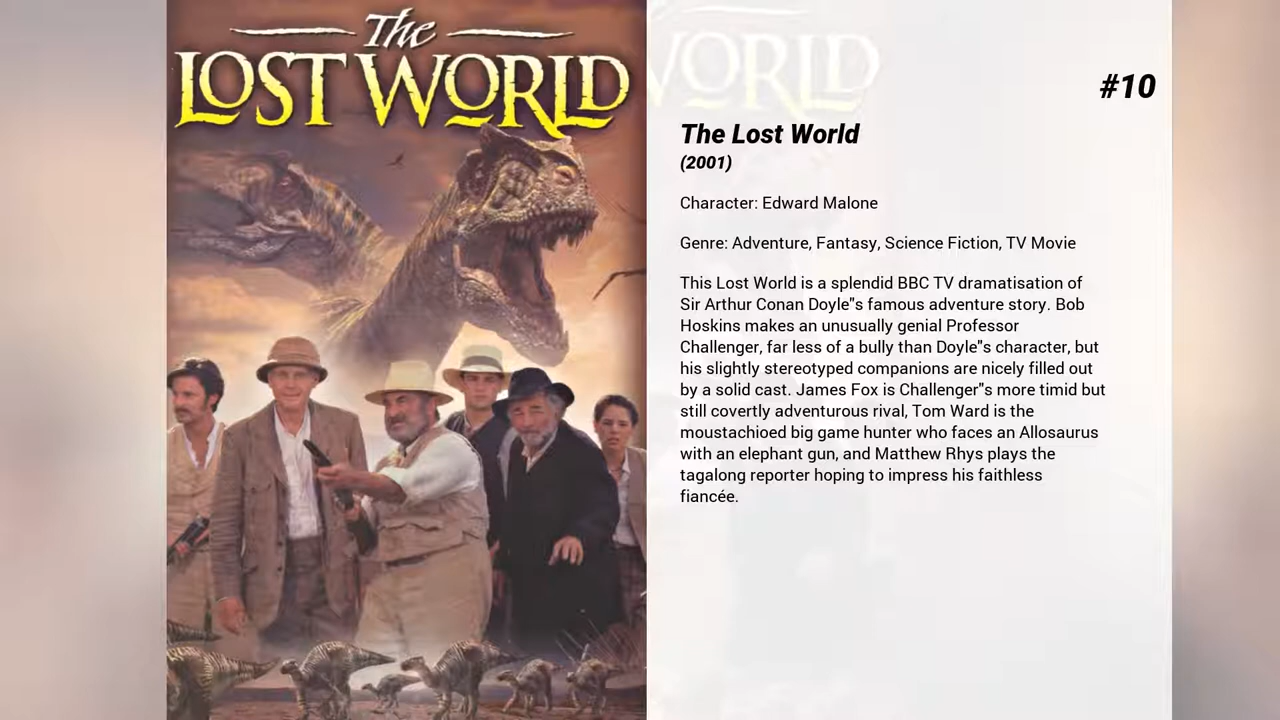 The
LOST WORLD
WORLD
#10
The Lost World
(2001)
Character: Edward Malone
Genre: Adventure, Fantasy, Science Fiction, TV Movie
This Lost World is a splendid BBC TV dramatisation of
Sir Arthur Conan Doyle"s famous adventure story. Bob
Hoskins makes an unusually genial Professor
Challenger, far less of a bully than Doyle"s character, but
his slightly stereotyped companions are nicely filled out
by a solid cast. James Fox is Challenger"s more timid but
still covertly adventurous rival, Tom Ward is the
moustachioed big game hunter who faces an Allosaurus
with an elephant gun, and Matthew Rhys plays the
tagalong reporter hoping to impress his faithless
fiancée.